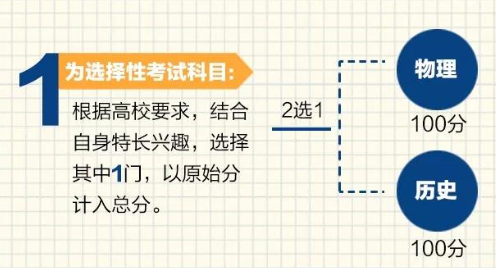 1
为选择性考试科目:
根据高校要求，结合
自身特长兴趣，选择
其中1门，以原始分
计入总分。
2选1
物理
100分
历史
100分